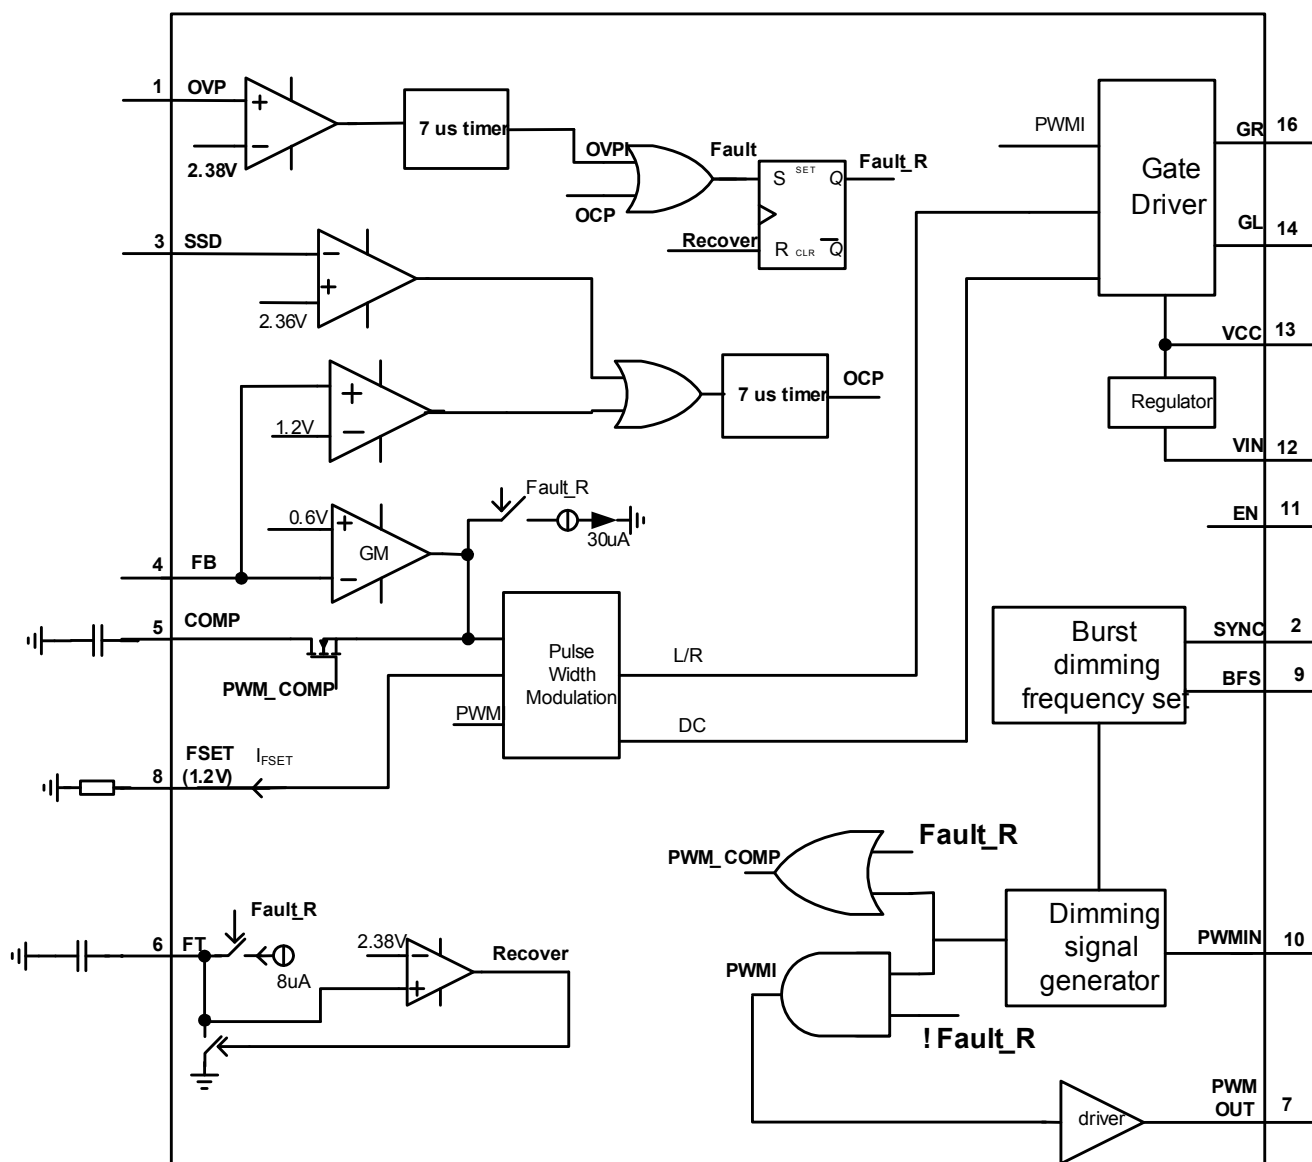 1 OVP
+
−
2.38V
7 us timer
OVPI
OCP
Fault
S SET Q
R CLR Q
Fault_R
Recover
PWMI
Gate
Driver
GR 16
GL 14
VCC 13
Regulator
VIN 12
EN 11
3 SSD
−
+
2.36V
+
−
1.2V
7 us timer
OCP
0.6V
+
−
GM
Fault_R
30uA
4 FB
5 COMP
PWM_COMP
PWM
Pulse
Width
Modulation
L/R
DC
FSET
(1.2V)
8
IFSET
Burst
dimming
frequency set
SYNC 2
BFS 9
PWM_COMP
Fault_R
Dimming
signal
generator
PWMIN 10
PWMI
! Fault_R
6 FT
Fault_R
8uA
2.38V
−
+
Recover
driver
PWM
OUT 7